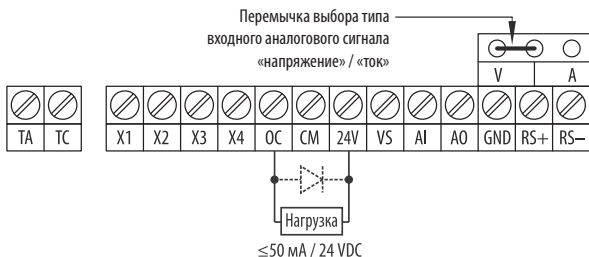 Перемычка выбора типа
входного аналогового сигнала
«напряжение» / «ток»
V A
TA TC X1 X2 X3 X4 OC CM 24V VS AI AO GND RS+ RS−
Нагрузка
≤50 мА / 24 VDC